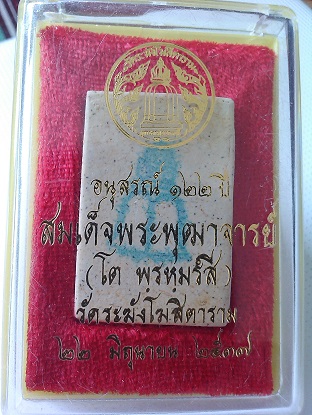 อนุสรณ์ ๑๒๒ ปี
สมเด็จพระพุฒาจารย์
(โต พรหมรังสี)
วัดระฆังโฆสิตาราม
๒๒ มิถุนายน ๒๕๓๗